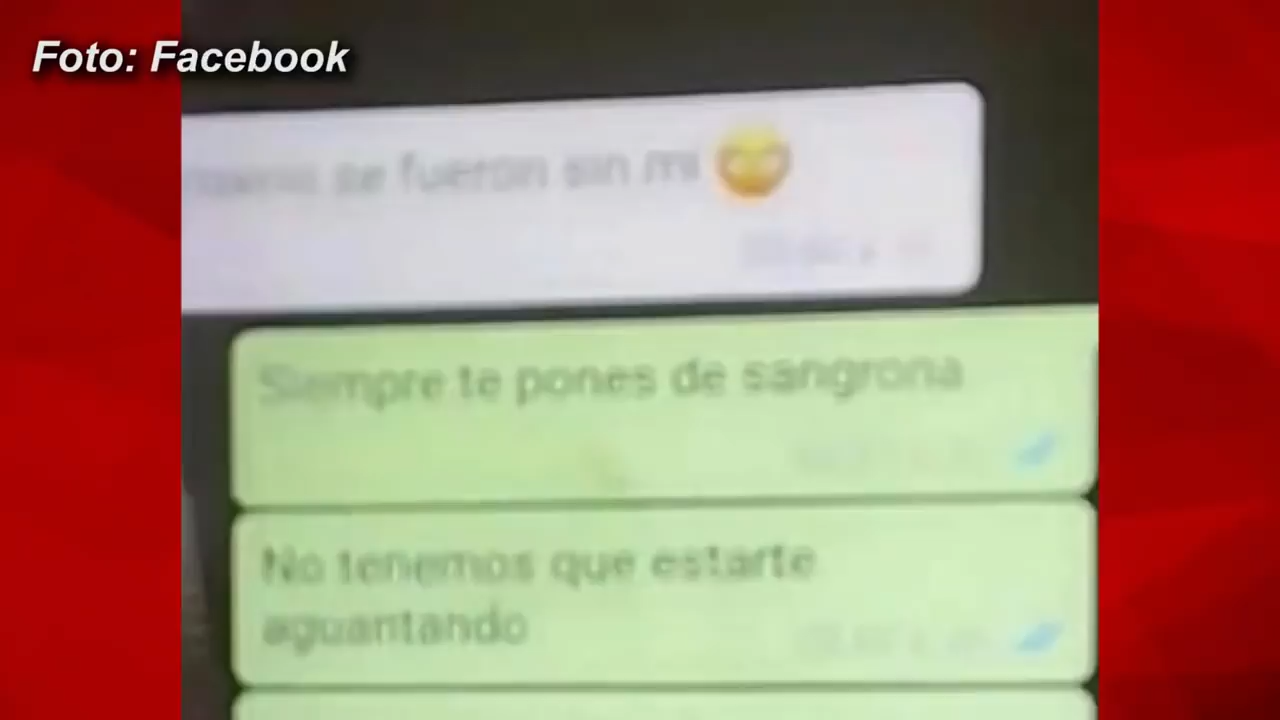 Foto: Facebook
se fueron sin mi
Siempre te pones de sangrona
No tenemos que estarte
aguantando